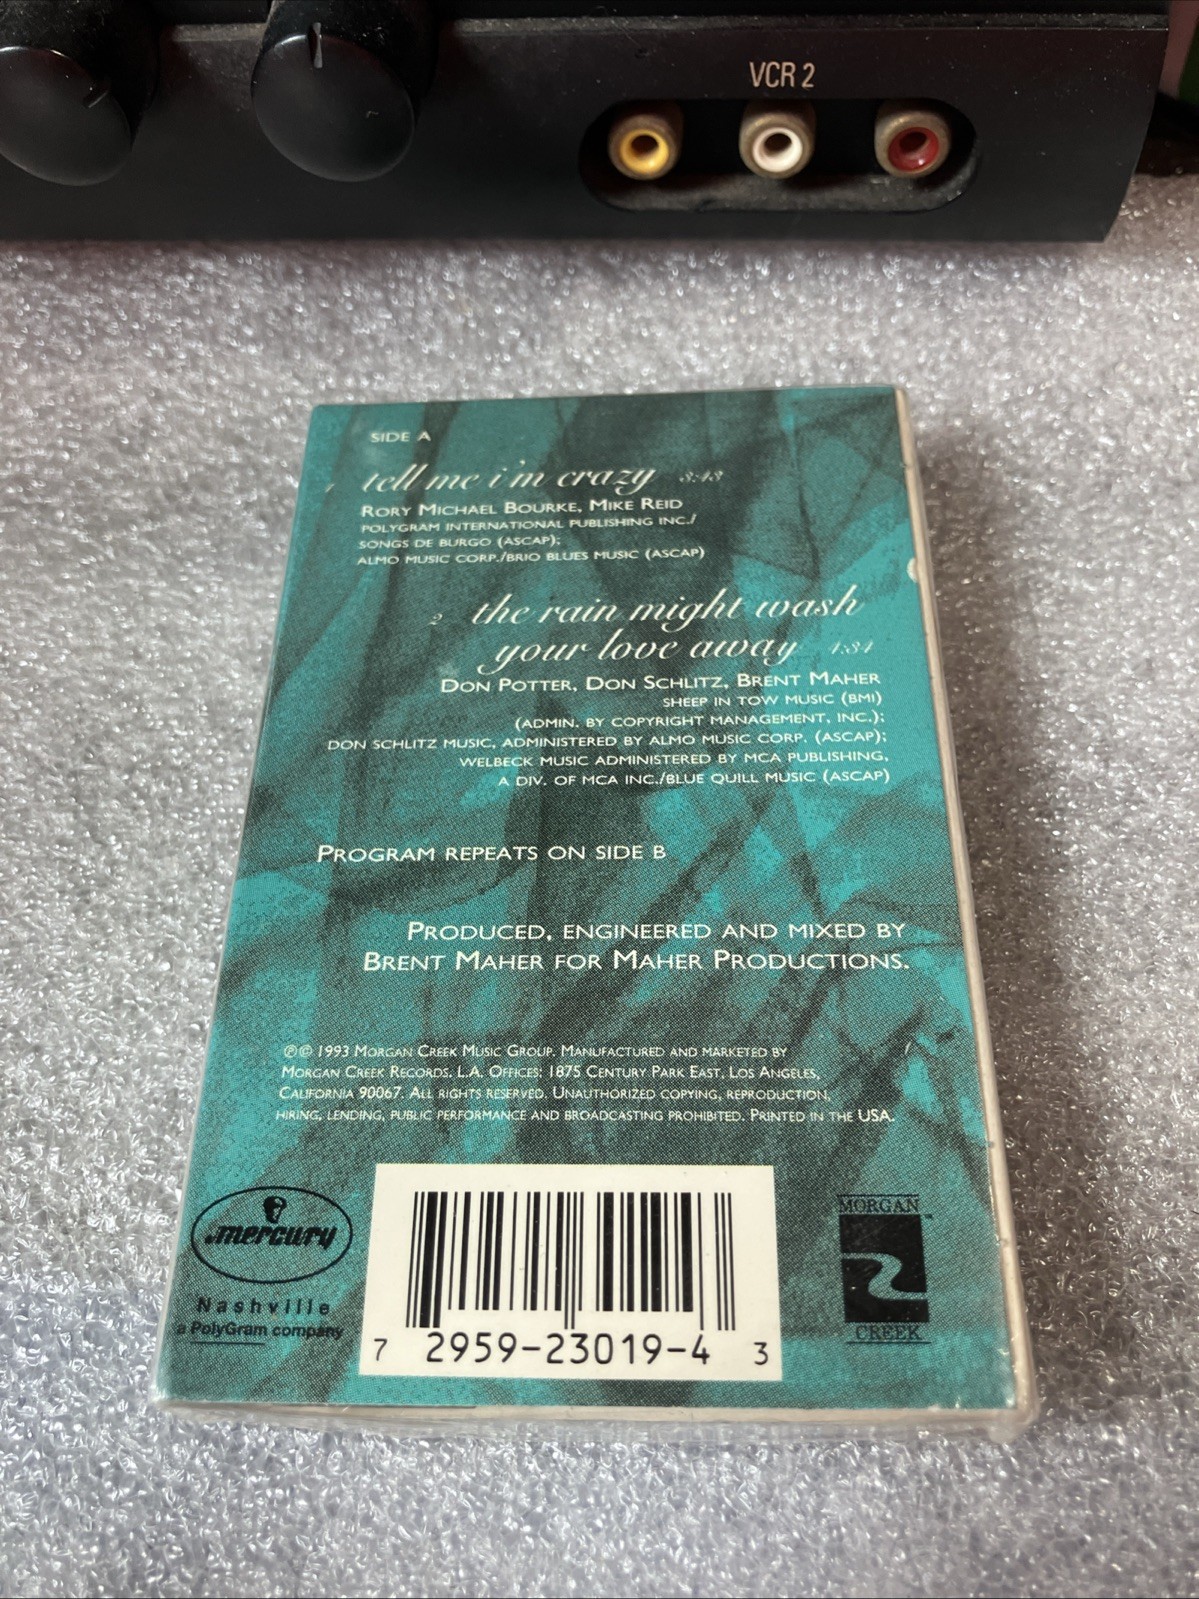 VCR 2
SIDE A
1 tell me i'm crazy 3:43
RORY MICHAEL BOURKE, MIKE REID
POLYGRAM INTERNATIONAL PUBLISHING INC./
SONGS DE BURGO (ASCAP);
ALMO MUSIC CORP./BRIO BLUES MUSIC (ASCAP)
2 the rain might wash
your love away 4:34
DON POTTER, DON SCHLITZ, BRENT MAHER
SHEEP IN TOW MUSIC (BMI)
(ADMIN. BY COPYRIGHT MANAGEMENT, INC.);
DON SCHLITZ MUSIC, ADMINISTERED BY ALMO MUSIC CORP. (ASCAP);
WELBECK MUSIC ADMINISTERED BY MCA PUBLISHING,
A DIV. OF MCA INC./BLUE QUILL MUSIC (ASCAP)
PROGRAM REPEATS ON SIDE B
PRODUCED, ENGINEERED AND MIXED BY
BRENT MAHER FOR MAHER PRODUCTIONS.
℗© 1993 MORGAN CREEK MUSIC GROUP. MANUFACTURED AND MARKETED BY
MORGAN CREEK RECORDS. L.A. OFFICES: 1875 CENTURY PARK EAST, LOS ANGELES,
CALIFORNIA 90067. ALL RIGHTS RESERVED. UNAUTHORIZED COPYING, REPRODUCTION,
HIRING, LENDING, PUBLIC PERFORMANCE AND BROADCASTING PROHIBITED. PRINTED IN THE USA.
mercury
Nashville
a PolyGram company
7 2959-23019-4 3
MORGAN ™
CREEK